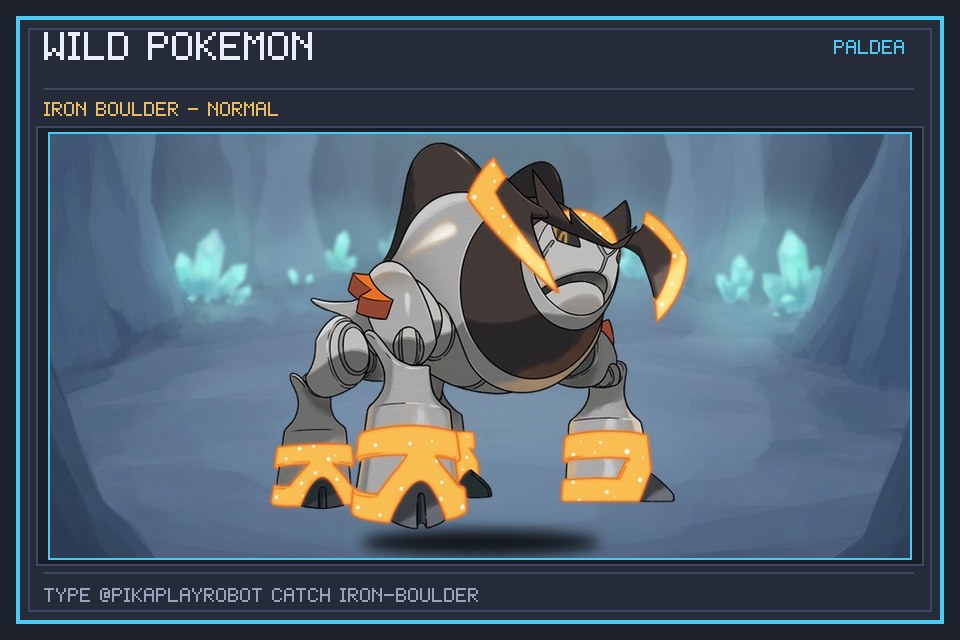 WILD POKEMON
PALDEA
IRON BOULDER - NORMAL
TYPE @PIKAPLAYROBOT CATCH IRON-BOULDER